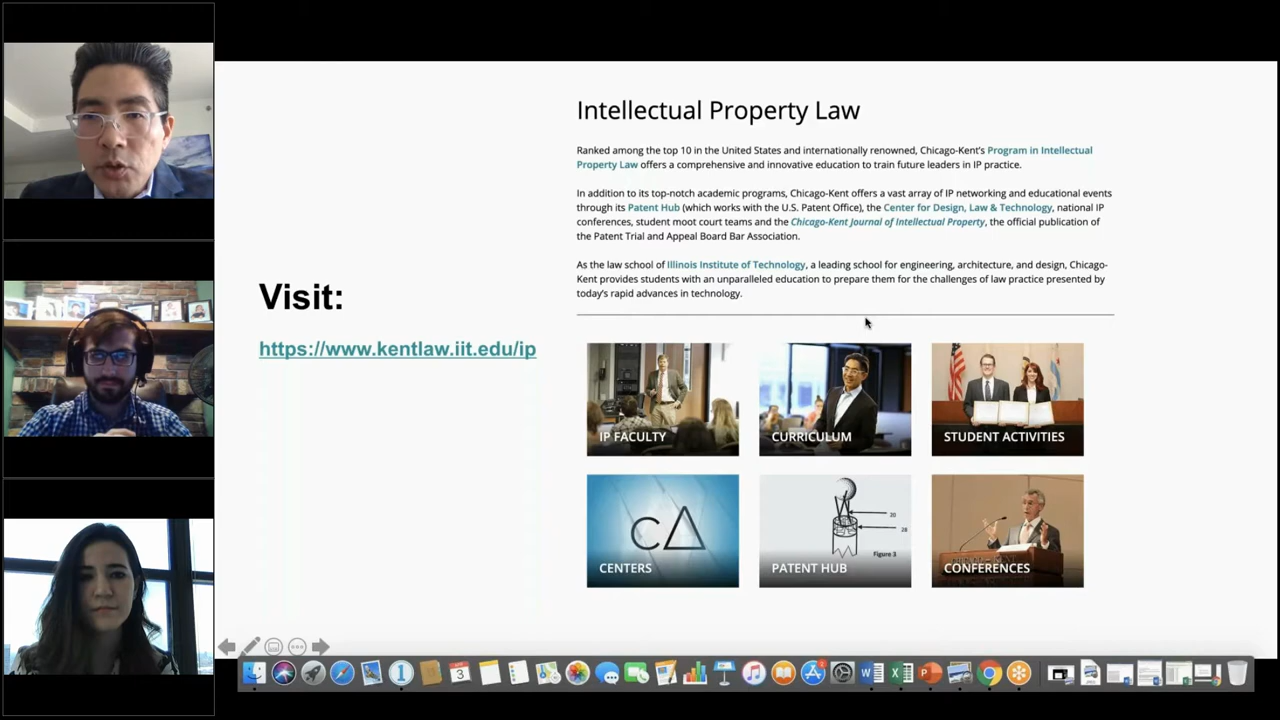 Intellectual Property Law
Ranked among the top 10 in the United States and internationally renowned, Chicago-Kent's Program in Intellectual
Property Law offers a comprehensive and innovative education to train future leaders in IP practice.
In addition to its top-notch academic programs, Chicago-Kent offers a vast array of IP networking and educational events
through its Patent Hub (which works with the U.S. Patent Office), the Center for Design, Law & Technology, national IP
conferences, student moot court teams and the Chicago-Kent Journal of Intellectual Property, the official publication of
the Patent Trial and Appeal Board Bar Association.
As the law school of Illinois Institute of Technology, a leading school for engineering, architecture, and design, Chicago-
Kent provides students with an unparalleled education to prepare them for the challenges of law practice presented by
today's rapid advances in technology.
Visit:
https://www.kentlaw.iit.edu/ip
IP FACULTY
CURRICULUM
STUDENT ACTIVITIES
CENTERS
20
28
Figure 3
PATENT HUB
CONFERENCES
3